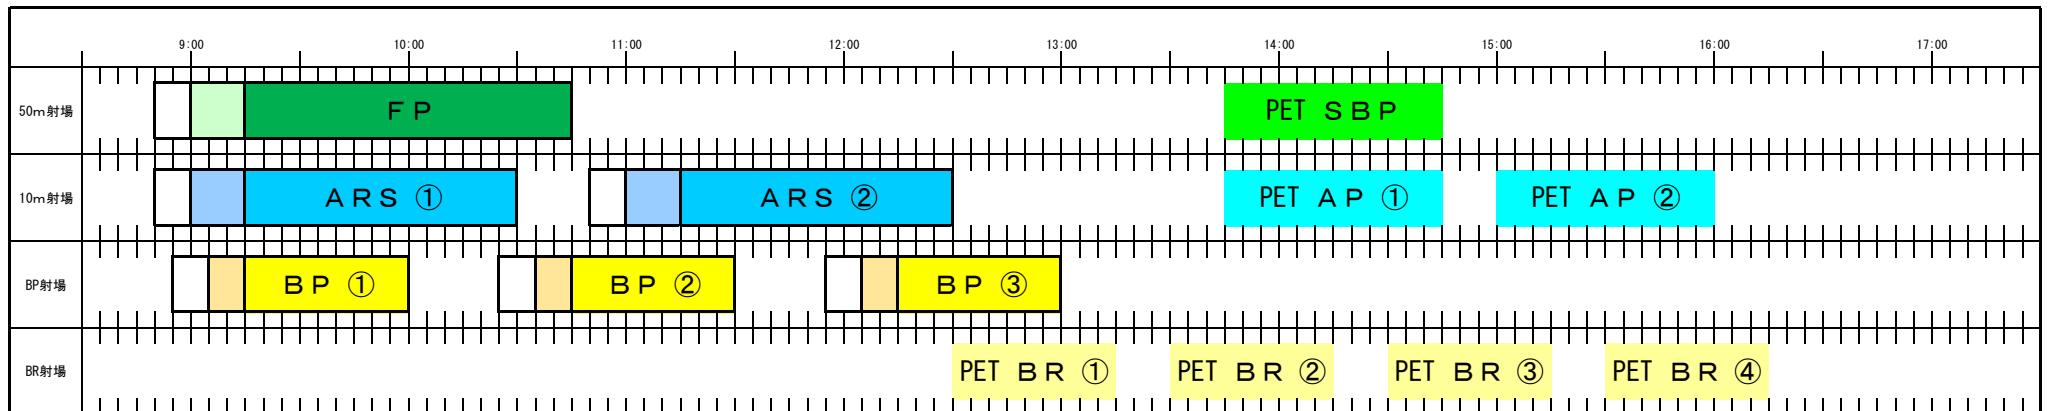 9:00 10:00 11:00 12:00 13:00 14:00 15:00 16:00 17:00
50m射場 ＦＰ PET ＳＢＰ
10m射場 ＡＲＳ ① ＡＲＳ ② PET ＡＰ ① PET ＡＰ ②
BP射場 ＢＰ ① ＢＰ ② ＢＰ ③
BR射場 PET ＢＲ ① PET ＢＲ ② PET ＢＲ ③ PET ＢＲ ④